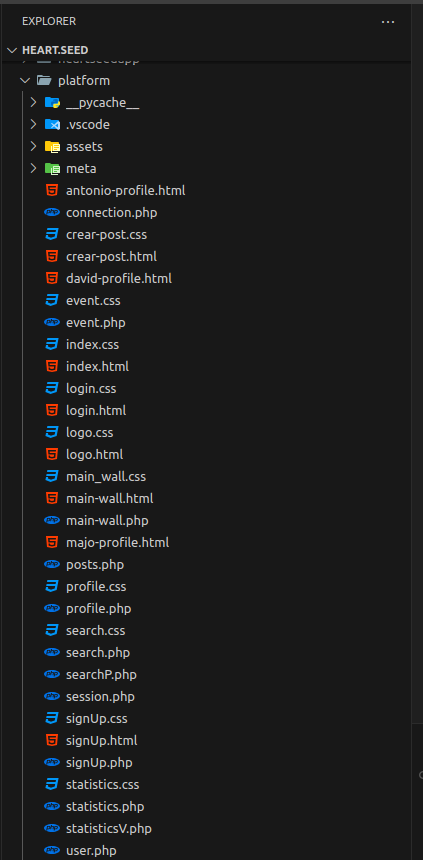 EXPLORER
HEART.SEED
heartseedapp
platform
__pycache__
.vscode
assets
meta
antonio-profile.html
connection.php
crear-post.css
crear-post.html
david-profile.html
event.css
event.php
index.css
index.html
login.css
login.html
logo.css
logo.html
main_wall.css
main-wall.html
main-wall.php
majo-profile.html
posts.php
profile.css
profile.php
search.css
search.php
searchP.php
session.php
signUp.css
signUp.html
signUp.php
statistics.css
statistics.php
statisticsV.php
user.php